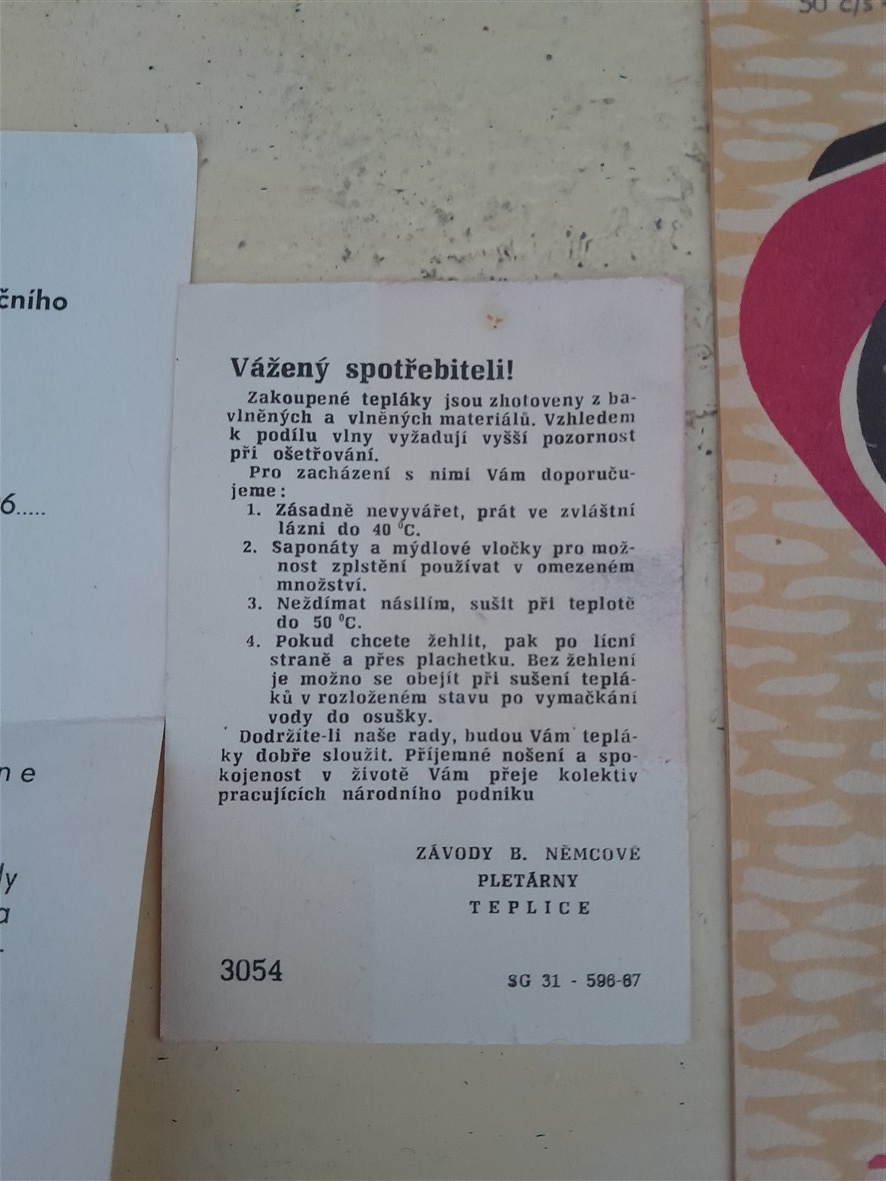 50 c/s
čního
6.....
n e
ly
a
Vážený spotřebiteli!
Zakoupené tepláky jsou zhotoveny z ba-
vlněných a vlněných materiálů. Vzhledem
k podílu vlny vyžadují vyšší pozornost
při ošetřování.
Pro zacházení s nimi Vám doporuču-
jeme:
1. Zásadně nevyvářet, prát ve zvláštní
lázni do 40 °C.
2. Saponáty a mýdlové vločky pro mož-
nost zplstění používat v omezeném
množství.
3. Neždímat násilím, sušit při teplotě
do 50 °C.
4. Pokud chcete žehlit, pak po lícní
straně a přes plachetku. Bez žehlení
je možno se obejít při sušení teplá-
ků v rozloženém stavu po vymačkání
vody do osušky.
Dodržíte-li naše rady, budou Vám teplá-
ky dobře sloužit. Příjemné nošení a spo-
kojenost v životě Vám přeje kolektiv
pracujících národního podniku
ZÁVODY B. NĚMCOVÉ
PLETÁRNY
TEPLICE
3054
SG 31 - 596-67